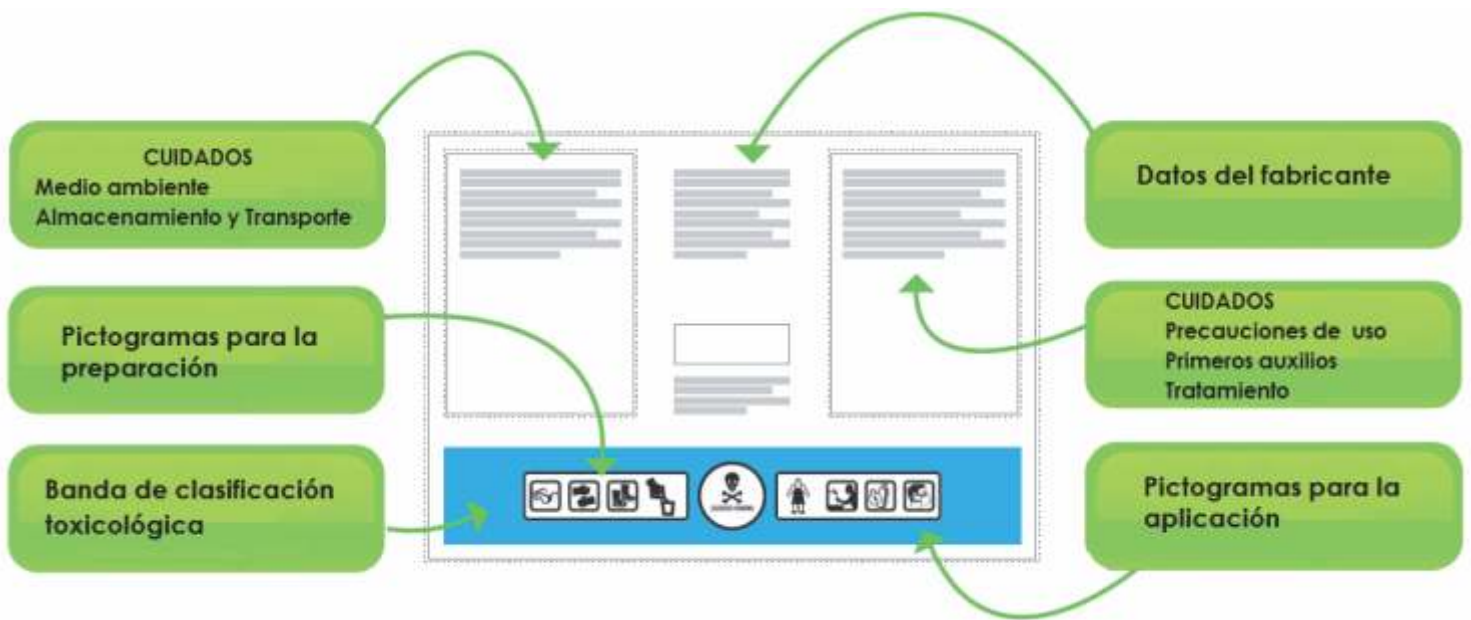 CUIDADOS
Medio ambiente
Almacenamiento y Transporte
Pictogramas para la
preparación
Banda de clasificación
toxicológica
Datos del fabricante
CUIDADOS
Precauciones de uso
Primeros auxilios
Tratamiento
Pictogramas para la
aplicación